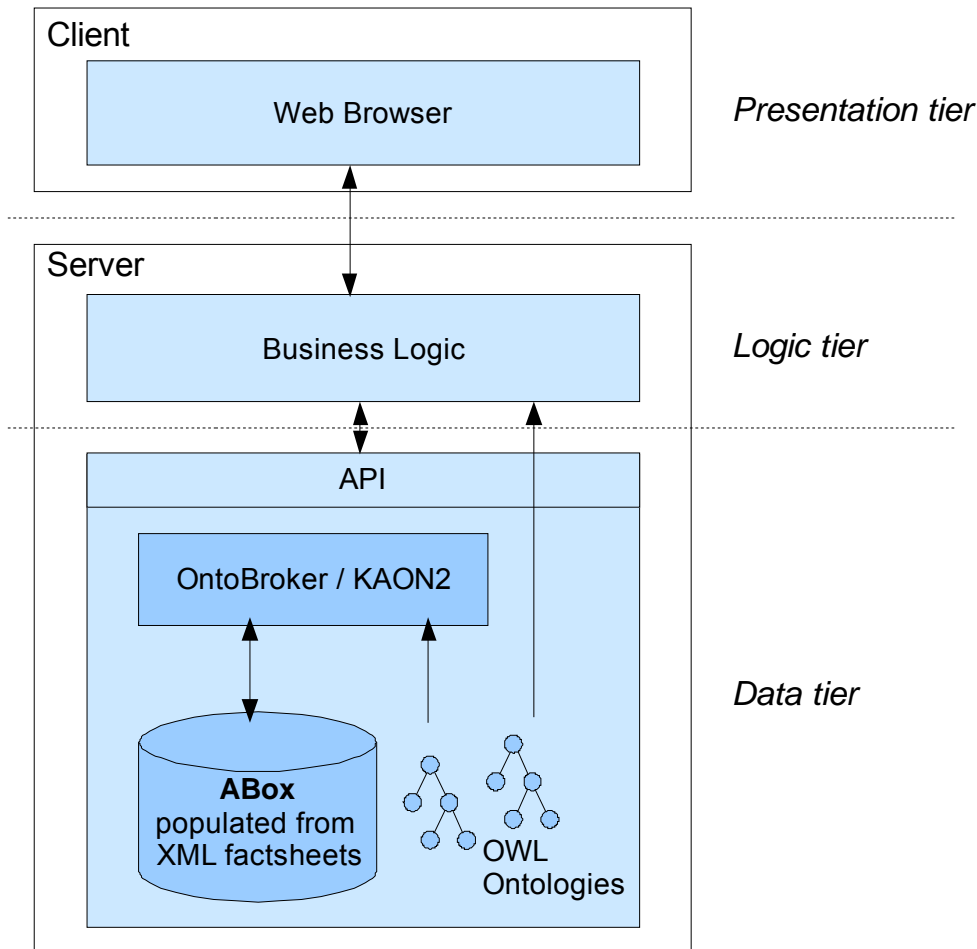 Client
Web Browser
Presentation tier
Server
Business Logic
Logic tier
API
OntoBroker / KAON2
Data tier
ABox
populated from
XML factsheets
OWL
Ontologies